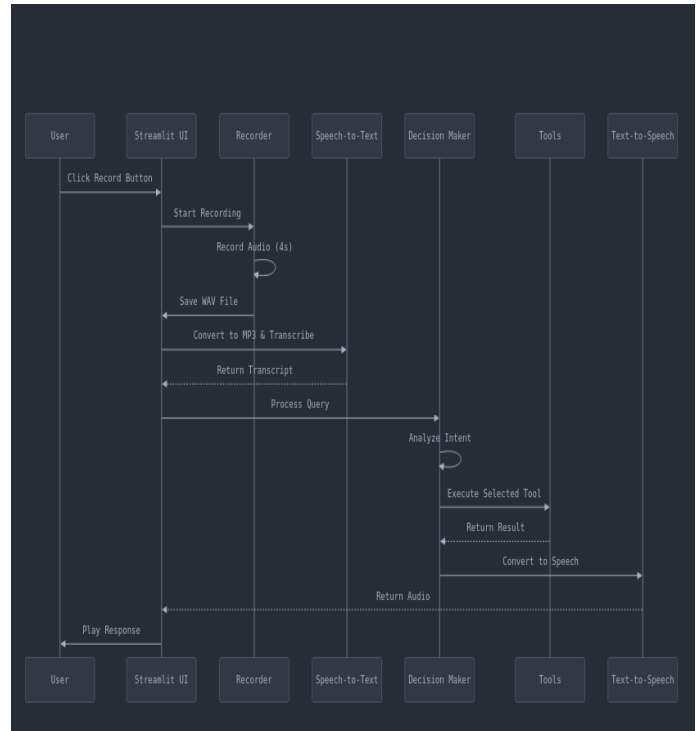 User
Streamlit UI
Recorder
Speech-to-Text
Decision Maker
Tools
Text-to-Speech
Click Record Button
Start Recording
Record Audio (4s)
Save WAV File
Convert to MP3 & Transcribe
Return Transcript
Process Query
Analyze Intent
Execute Selected Tool
Return Result
Convert to Speech
Return Audio
Play Response
User
Streamlit UI
Recorder
Speech-to-Text
Decision Maker
Tools
Text-to-Speech